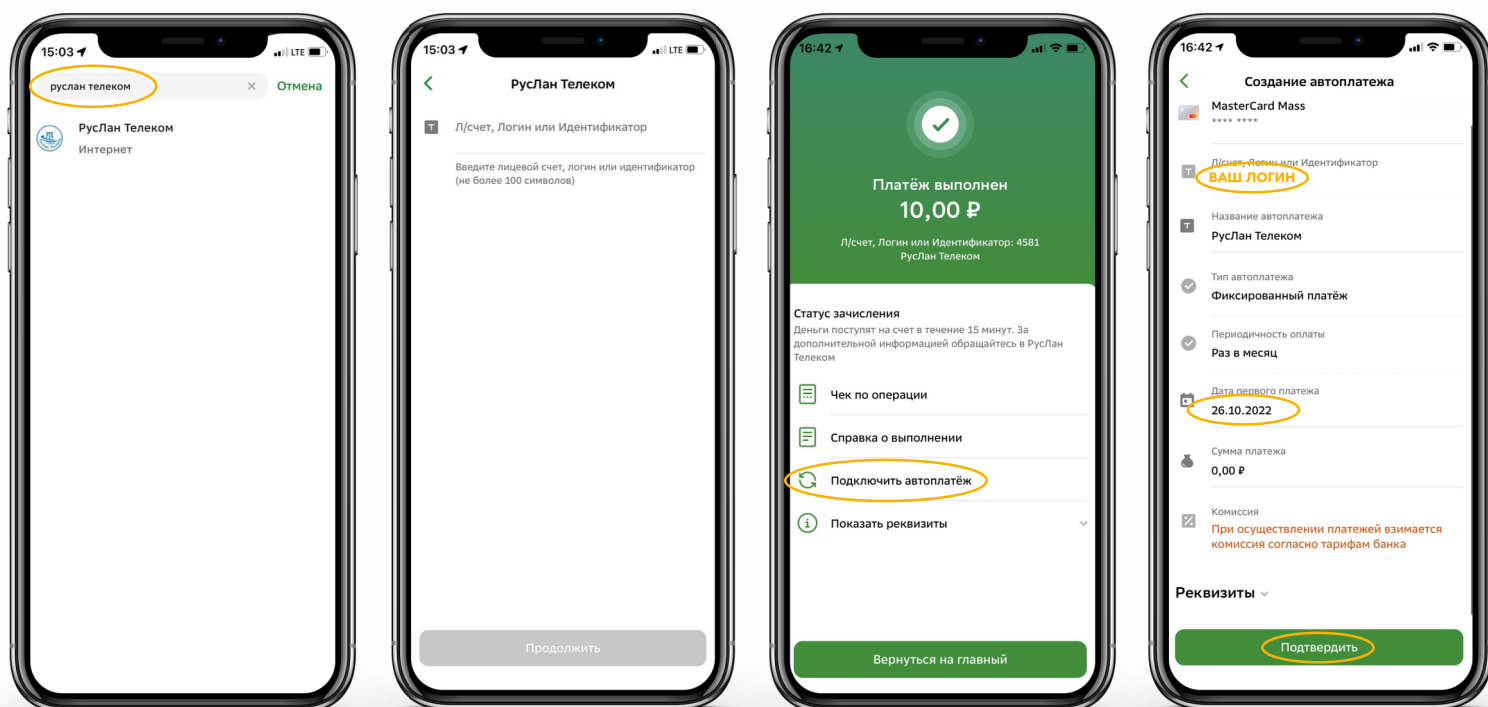 15:03
LTE
руслан телеком
Отмена
РусЛан Телеком
Интернет
15:03
LTE
РусЛан Телеком
Л/счет, Логин или Идентификатор
Введите лицевой счет, логин или идентификатор
(не более 100 символов)
Продолжить
16:42
Платёж выполнен
10,00 ₽
Л/счет, Логин или Идентификатор: 4581
РусЛан Телеком
Статус зачисления
Деньги поступят на счет в течение 15 минут. За
дополнительной информацией обращайтесь в РусЛан
Телеком
Чек по операции
Справка о выполнении
Подключить автоплатёж
Показать реквизиты
Вернуться на главный
16:42
Создание автоплатежа
MasterCard Mass
**** ****
Л/счет, Логин или Идентификатор
ВАШ ЛОГИН
Название автоплатежа
РусЛан Телеком
Тип автоплатежа
Фиксированный платёж
Периодичность оплаты
Раз в месяц
Дата первого платежа
26.10.2022
Сумма платежа
0,00 ₽
Комиссия
При осуществлении платежей взимается
комиссия согласно тарифам банка
Реквизиты
Подтвердить